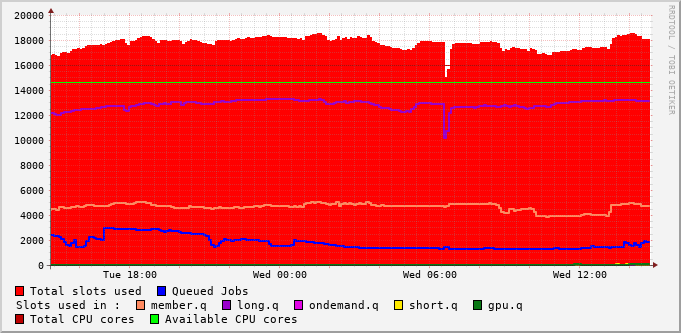 20000
18000
16000
14000
12000
10000
8000
6000
4000
2000
0
Tue 18:00 Wed 00:00 Wed 06:00 Wed 12:00
Total slots used Queued Jobs
Slots used in : member.q long.q ondemand.q short.q gpu.q
Total CPU cores Available CPU cores
RRDTOOL / TOBI OETIKER